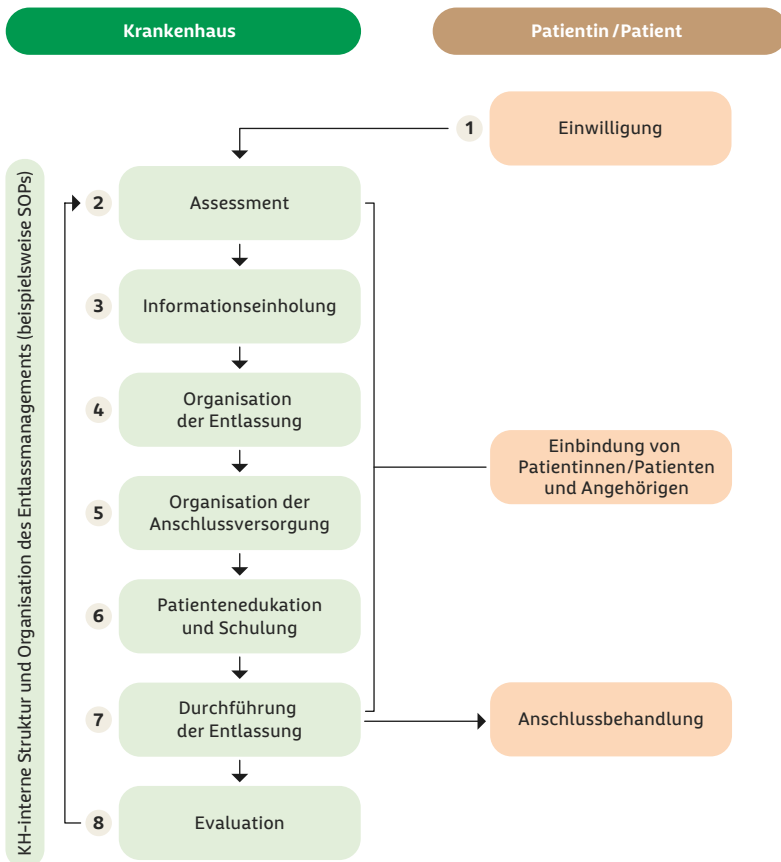 Krankenhaus
Patientin/Patient
1
Einwilligung
KH-interne Struktur und Organisation des Entlassmanagements (beispielsweise SOPs)
2
Assessment
3
Informationseinholung
4
Organisation
der Entlassung
Einbindung von
Patientinnen/Patienten
und Angehörigen
5
Organisation der
Anschlussversorgung
6
Patientenedukation
und Schulung
7
Durchführung
der Entlassung
Anschlussbehandlung
8
Evaluation